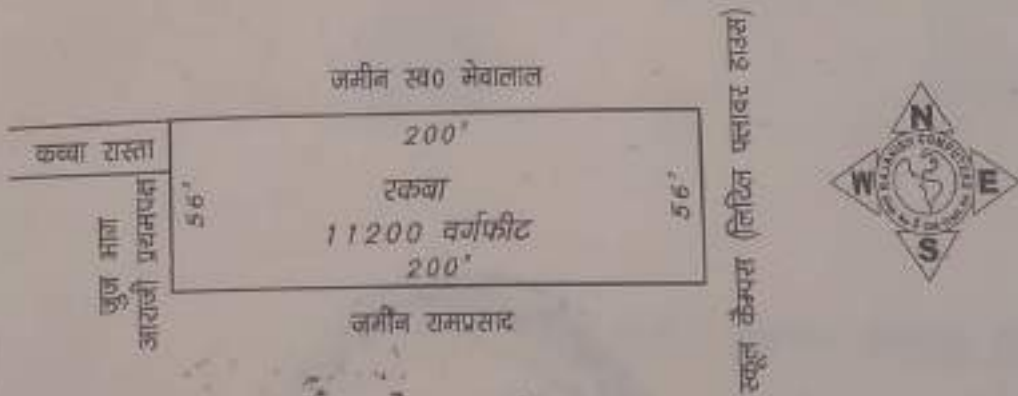 जमीन स्व0 मेवालाल
कच्चा रास्ता
200'
56'
रकबा
11200 वर्गफीट
56'
200'
जुज भाग
आराजी प्रथमपक्ष
जमीन रामप्रसाद
स्कूल कैम्पस (लिटिल फ्लावर हाउस)
N
W
E
S
COMPUTERS